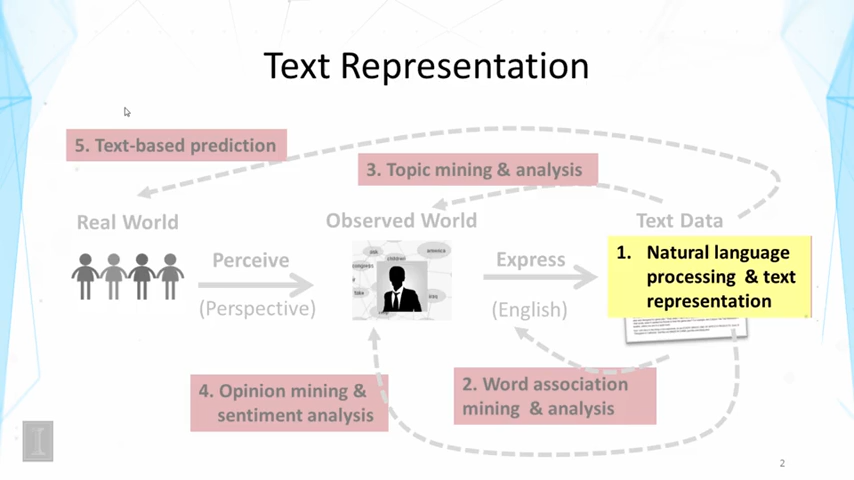 Text Representation
5. Text-based prediction
3. Topic mining & analysis
Real World
Observed World
Text Data
Perceive
(Perspective)
Express
(English)
1. Natural language
processing & text
representation
4. Opinion mining &
sentiment analysis
2. Word association
mining & analysis
2